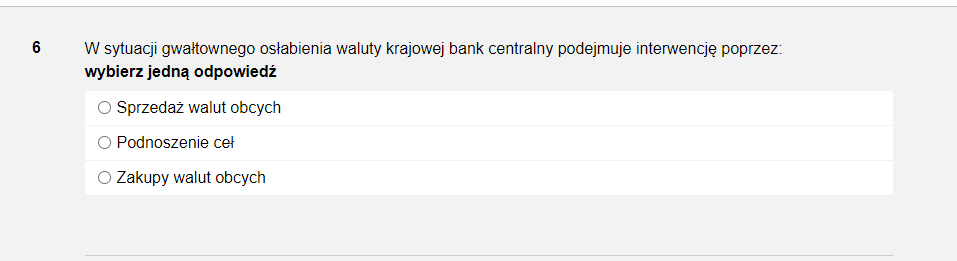 6
W sytuacji gwałtownego osłabienia waluty krajowej bank centralny podejmuje interwencję poprzez:
wybierz jedną odpowiedź
Sprzedaż walut obcych
Podnoszenie ceł
Zakupy walut obcych